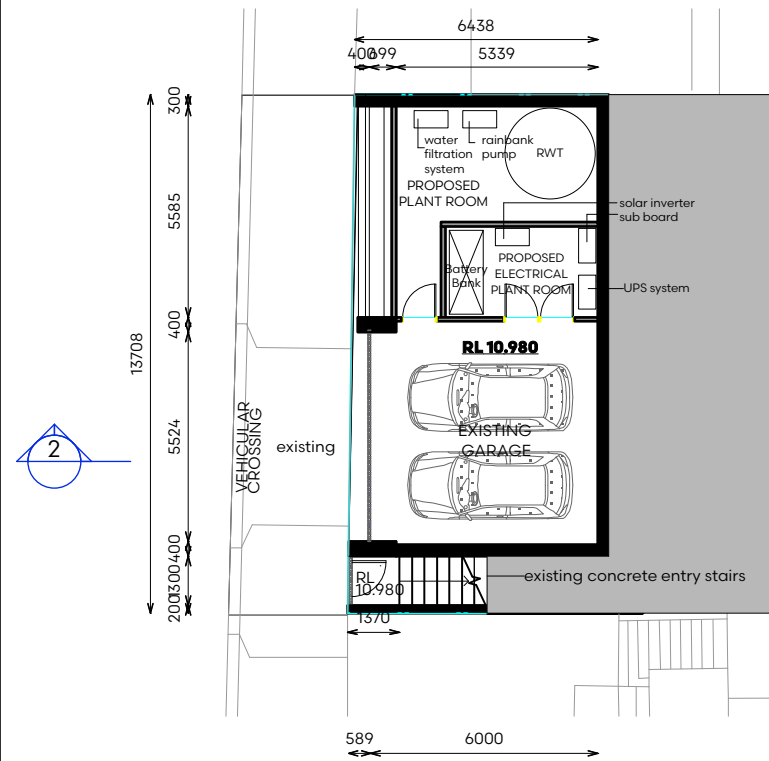 6438
400
699
5339
300
5585
400
13708
5524
400
1300
200
water
filtration
system
rainbank
pump
RWT
PROPOSED
PLANT ROOM
solar inverter
sub board
Battery
Bank
PROPOSED
ELECTRICAL
PLANT ROOM
UPS system
RL 10.980
2
VEHICULAR
CROSSING
existing
EXISTING
GARAGE
RL
10.980
existing concrete entry stairs
1370
589
6000